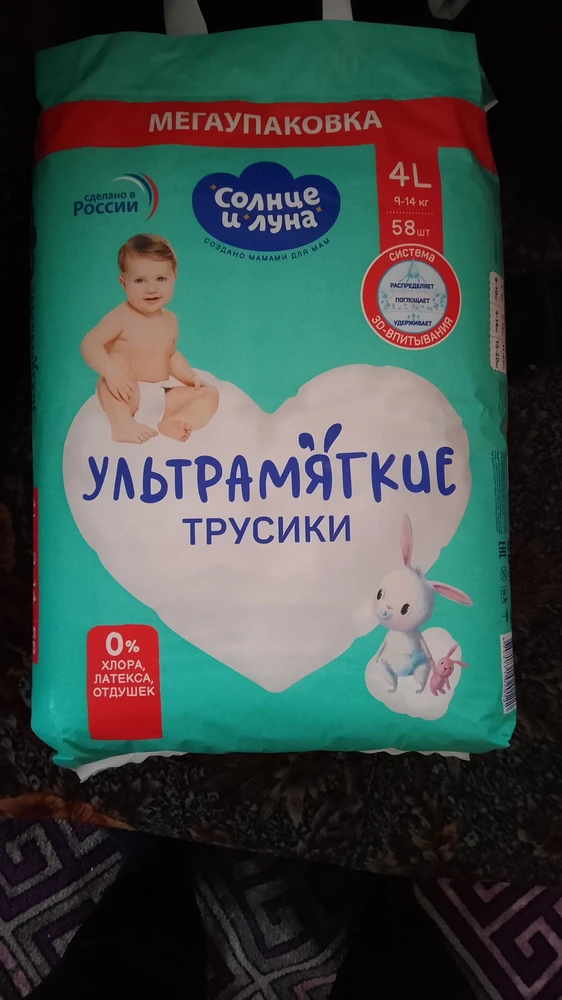 МЕГАУПАКОВКА
СДЕЛАНО В
РОССИИ
СОЛНЦЕ
И ЛУНА
СОЗДАНО МАМАМИ ДЛЯ МАМ
4L
9-14 КГ
58 ШТ
СИСТЕМА
РАСПРЕДЕЛЯЕТ
ПОГЛОЩАЕТ
УДЕРЖИВАЕТ
3D-ВПИТЫВАНИЯ
УЛЬТРАМЯГКИЕ
ТРУСИКИ
0%
ХЛОРА,
ЛАТЕКСА,
ОТДУШЕК
EAC